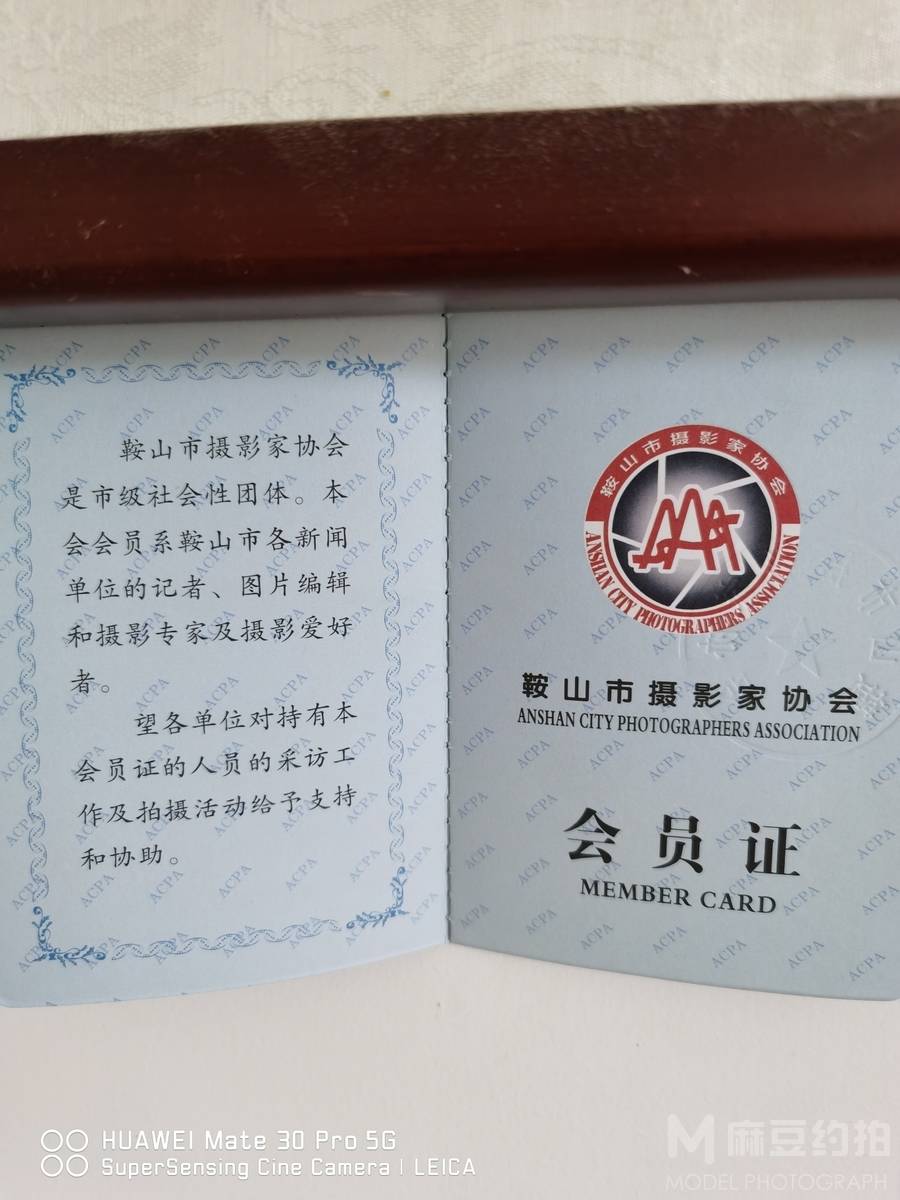 鞍山市摄影家协会
是市级社会性团体。本
会会员系鞍山市各新闻
单位的记者、图片编辑
和摄影专家及摄影爱好
者。
望各单位对持有本
会员证的人员的采访工
作及拍摄活动给予支持
和协助。
鞍山市摄影家协会
ANSHAN CITY PHOTOGRAPHERS ASSOCIATION
鞍山市摄影家协会
ANSHAN CITY PHOTOGRAPHERS ASSOCIATION
会员证
MEMBER CARD
ACPA
HUAWEI Mate 30 Pro 5G
SuperSensing Cine Camera | LEICA
麻豆约拍
MODEL PHOTOGRAPH